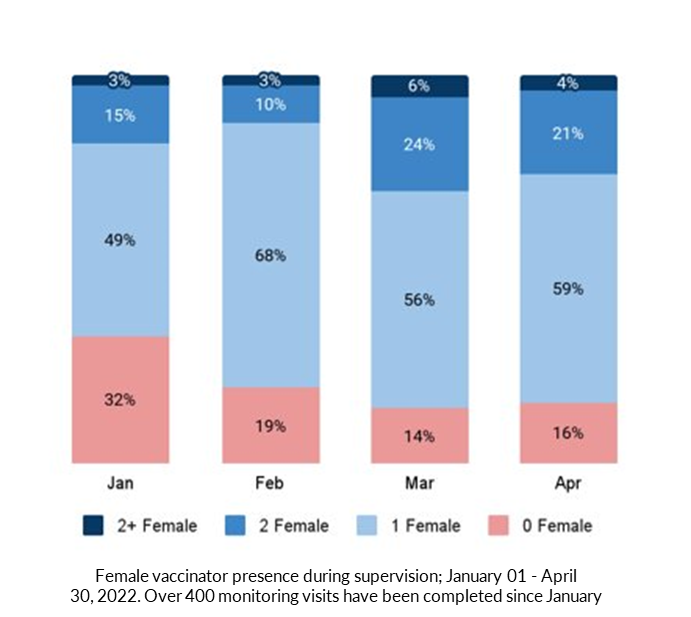 3% 3% 6% 4%
15% 10% 24% 21%
49% 68% 56% 59%
32% 19% 14% 16%
Jan Feb Mar Apr
2+ Female 2 Female 1 Female 0 Female
Female vaccinator presence during supervision; January 01 - April
30, 2022. Over 400 monitoring visits have been completed since January